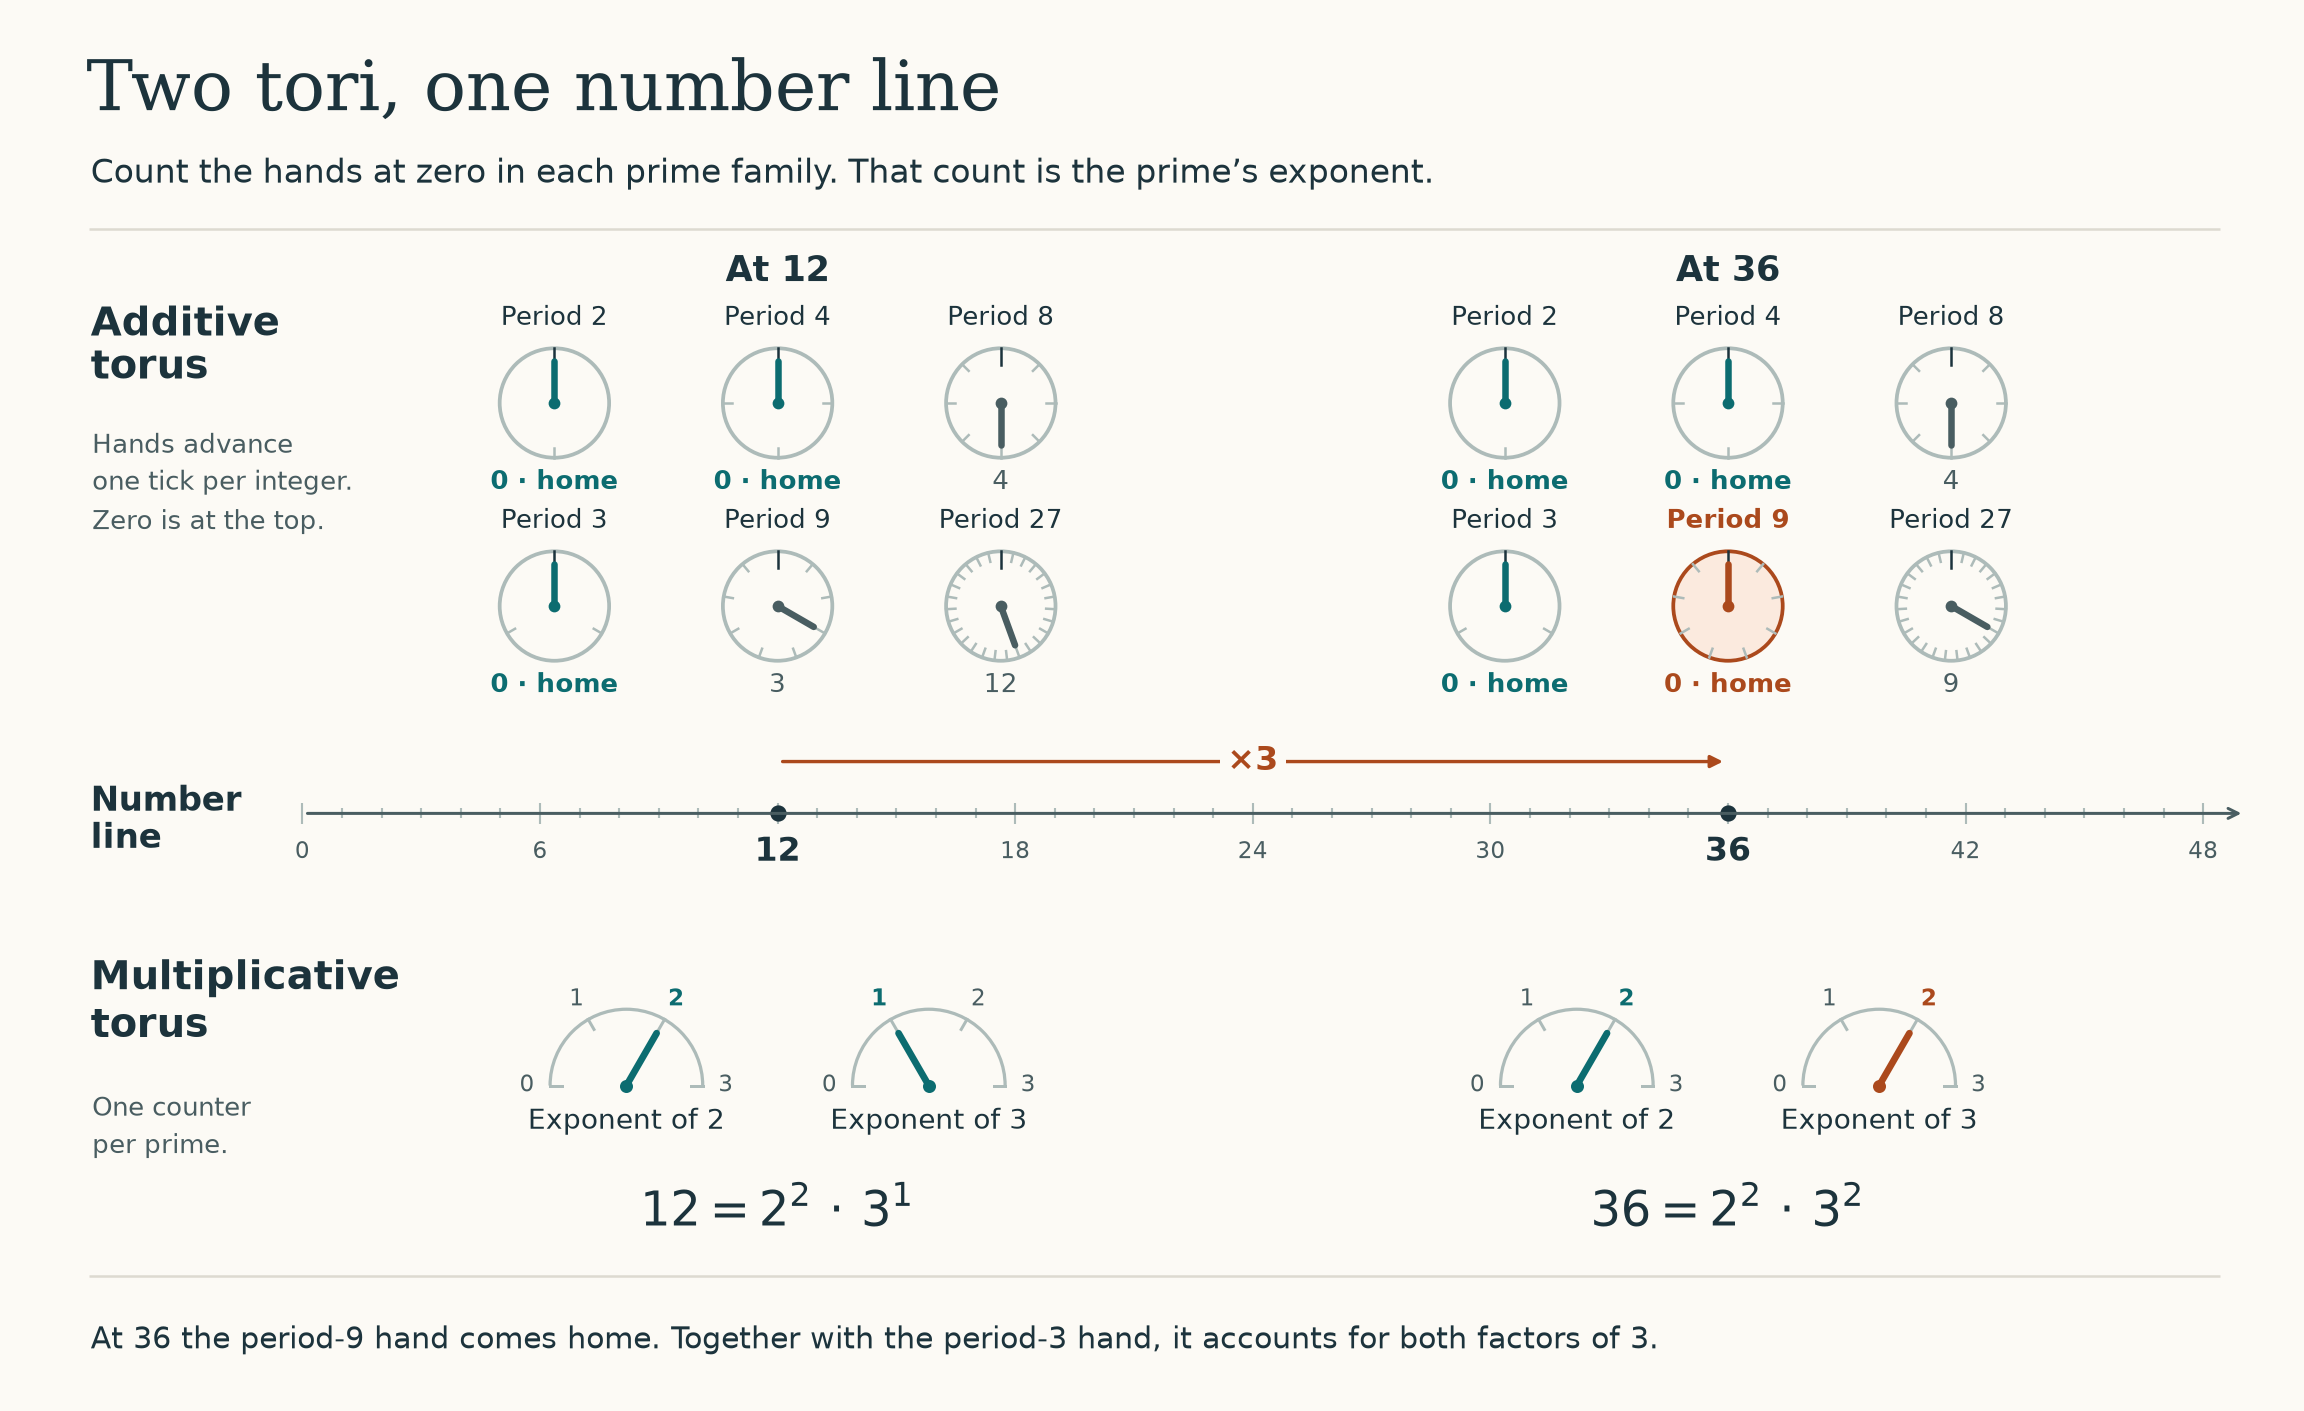 Two tori, one number line
Count the hands at zero in each prime family. That count is the prime’s exponent.
At 12
At 36
Additive
torus
Hands advance
one tick per integer.
Zero is at the top.
Period 2
Period 4
Period 8
0 · home
0 · home
4
Period 3
Period 9
Period 27
0 · home
3
12
Period 2
Period 4
Period 8
0 · home
0 · home
4
Period 3
Period 9
Period 27
0 · home
0 · home
9
×3
Number
line
0 6 12 18 24 30 36 42 48
Multiplicative
torus
One counter
per prime.
0 1 2 3
Exponent of 2
0 1 2 3
Exponent of 3
12 = 2² · 3¹
0 1 2 3
Exponent of 2
0 1 2 3
Exponent of 3
36 = 2² · 3²
At 36 the period-9 hand comes home. Together with the period-3 hand, it accounts for both factors of 3.